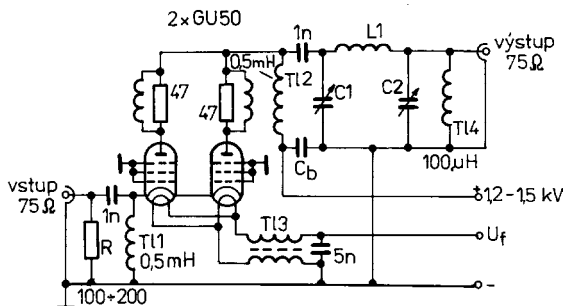 2×GU50
1n
L1
výstup
75Ω
0,5mH
Tl2
47
47
C1
C2
Tl4
Cb
100μH
+1,2-1,5 kV
vstup
75Ω
1n
R
Tl1
0,5mH
Tl3
5n
Uf
-
100÷200